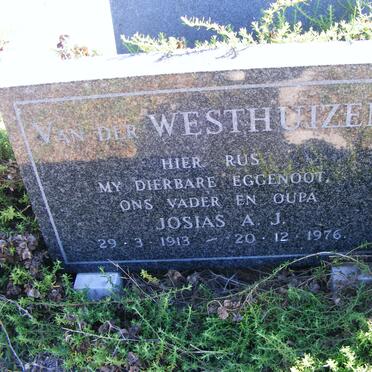 VAN DER WESTHUIZEN
HIER RUS
MY DIERBARE EGGENOOT,
ONS VADER EN OUPA
JOSIAS A. J.
29·3·1913 – 20·12·1976.